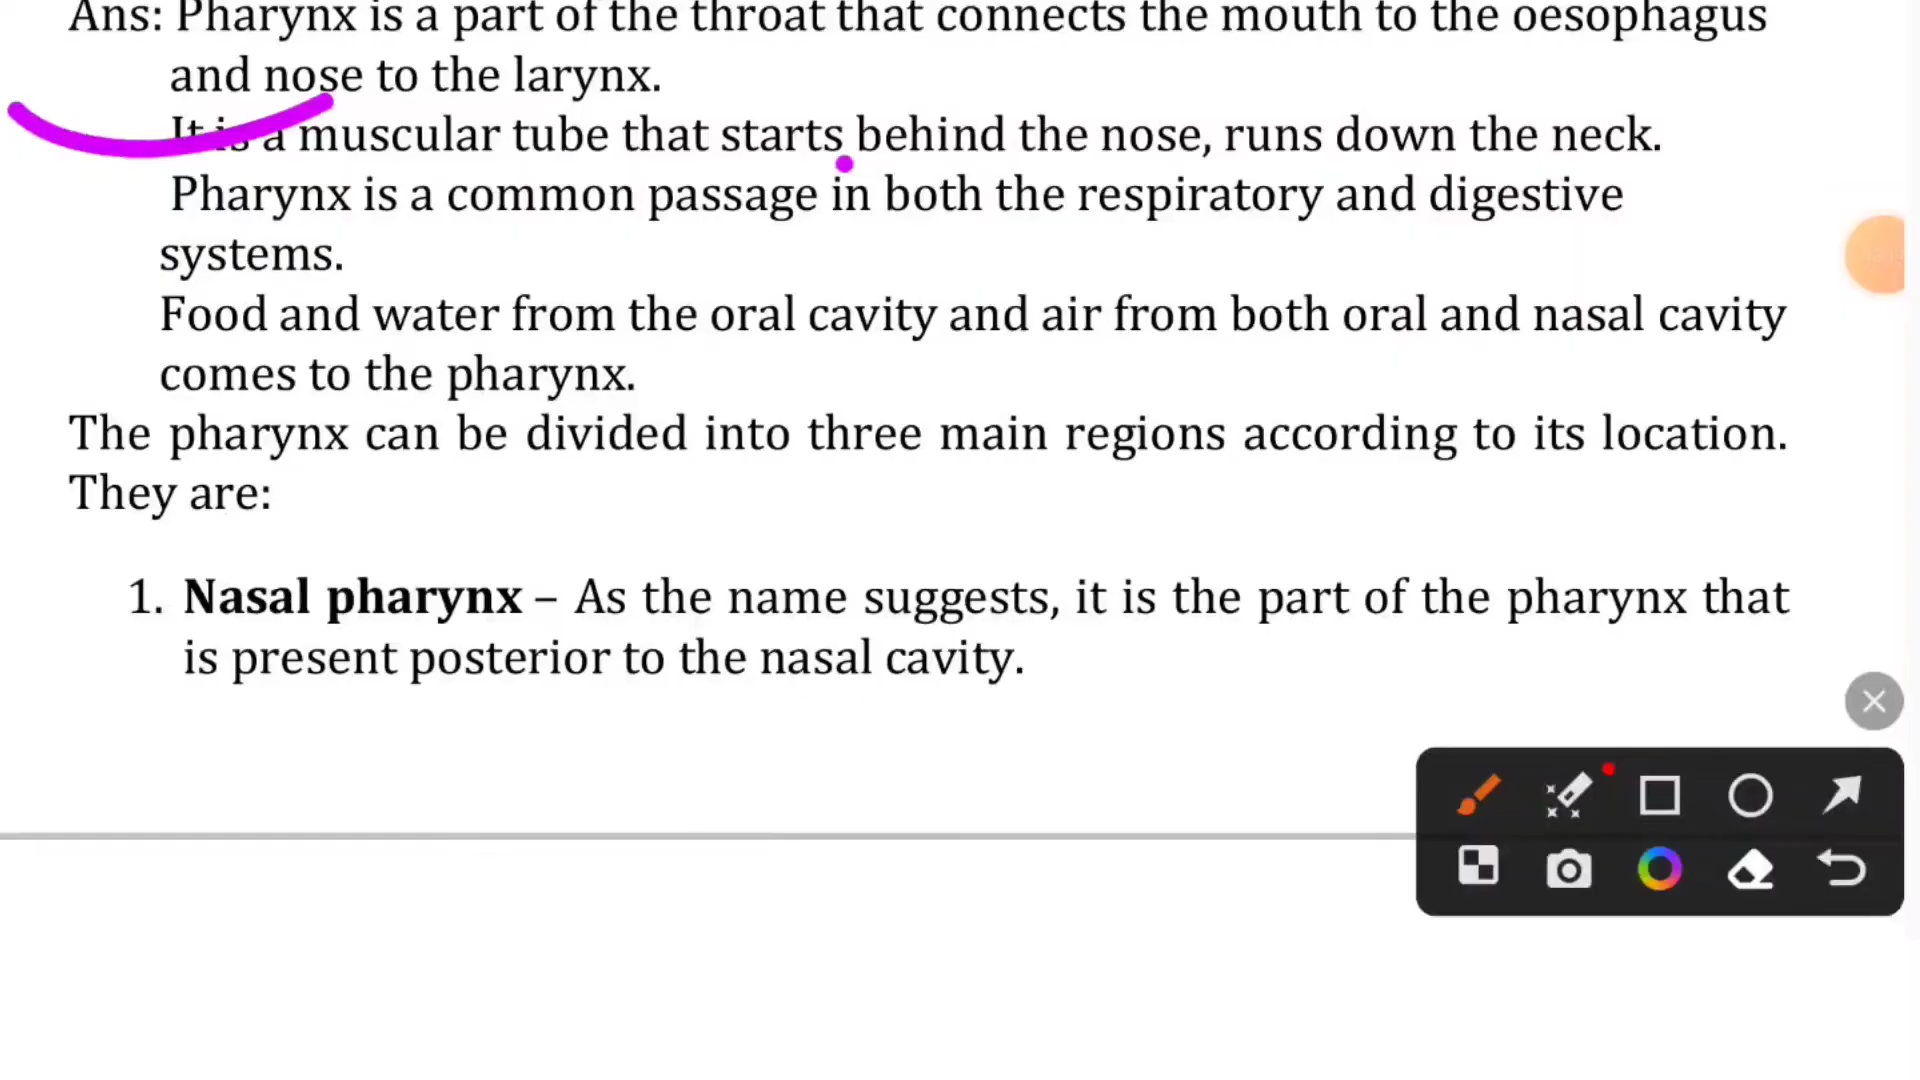 Ans: Pharynx is a part of the throat that connects the mouth to the oesophagus
and nose to the larynx.
It is a muscular tube that starts behind the nose, runs down the neck.
Pharynx is a common passage in both the respiratory and digestive
systems.
Food and water from the oral cavity and air from both oral and nasal cavity
comes to the pharynx.
The pharynx can be divided into three main regions according to its location.
They are:
1. Nasal pharynx – As the name suggests, it is the part of the pharynx that
is present posterior to the nasal cavity.